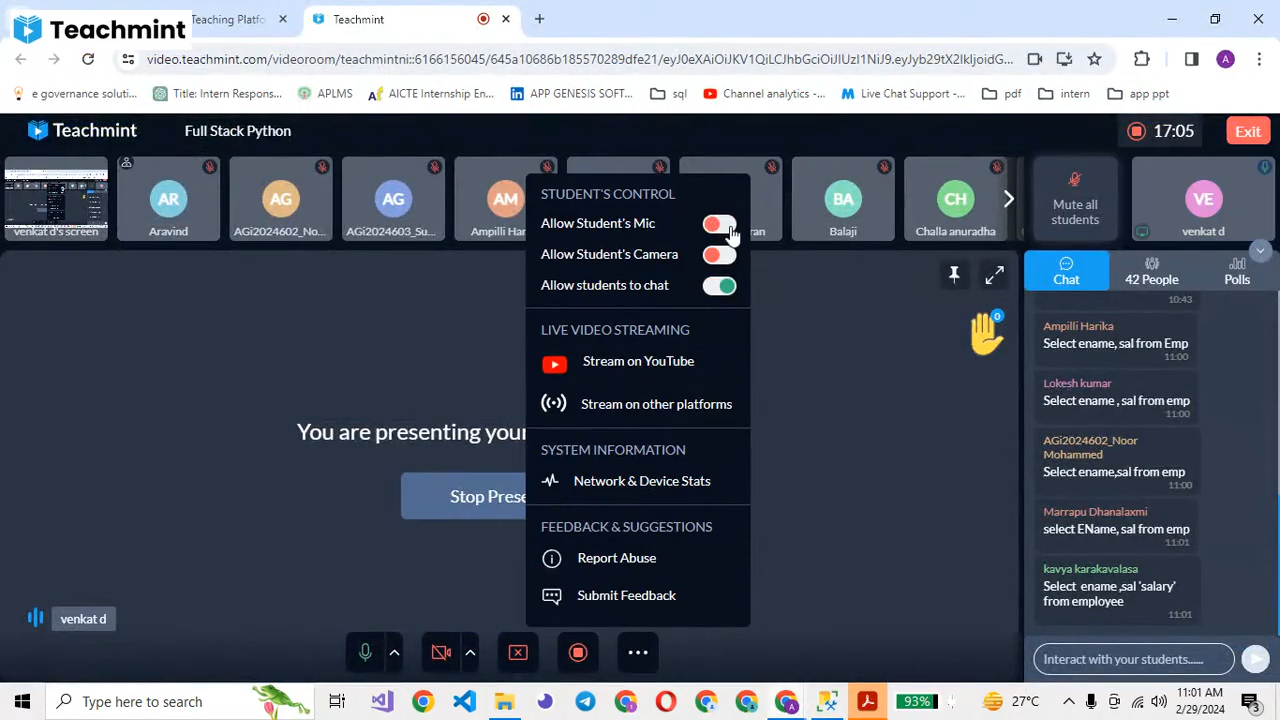 Teachmint
Teaching Platfo
Teachmint
video.teachmint.com/videoroom/teachmintni::6166156045/
e governance soluti...
Title: Intern Respons...
APLMS
AICTE Internship En...
APP GENESIS SOFT...
sql
Channel analytics -...
Live Chat Support -...
pdf
intern
app ppt
Teachmint
Full Stack Python
17:05
Exit
venkat d's screen
AR
Aravind
AG
AGi2024602_No...
AG
AGi2024603_Su...
AM
Ampilli Har
BA
Balaji
CH
Challa anuradha
Mute all
students
VE
venkat d
STUDENT'S CONTROL
Allow Student's Mic
Allow Student's Camera
Allow students to chat
LIVE VIDEO STREAMING
Stream on YouTube
Stream on other platforms
SYSTEM INFORMATION
Network & Device Stats
FEEDBACK & SUGGESTIONS
Report Abuse
Submit Feedback
You are presenting your
Stop Prese
venkat d
0
Chat
42 People
Polls
10:43
Ampilli Harika
Select ename, sal from Emp
11:00
Lokesh kumar
Select ename , sal from emp
11:00
AGi2024602_Noor
Mohammed
Select ename,sal from emp
11:00
Marrapu Dhanalaxmi
select EName, sal from emp
11:01
kavya karakavalasa
Select ename ,sal 'salary'
from employee
11:01
Interact with your students......
Type here to search
93%
27°C
11:01 AM
2/29/2024
3